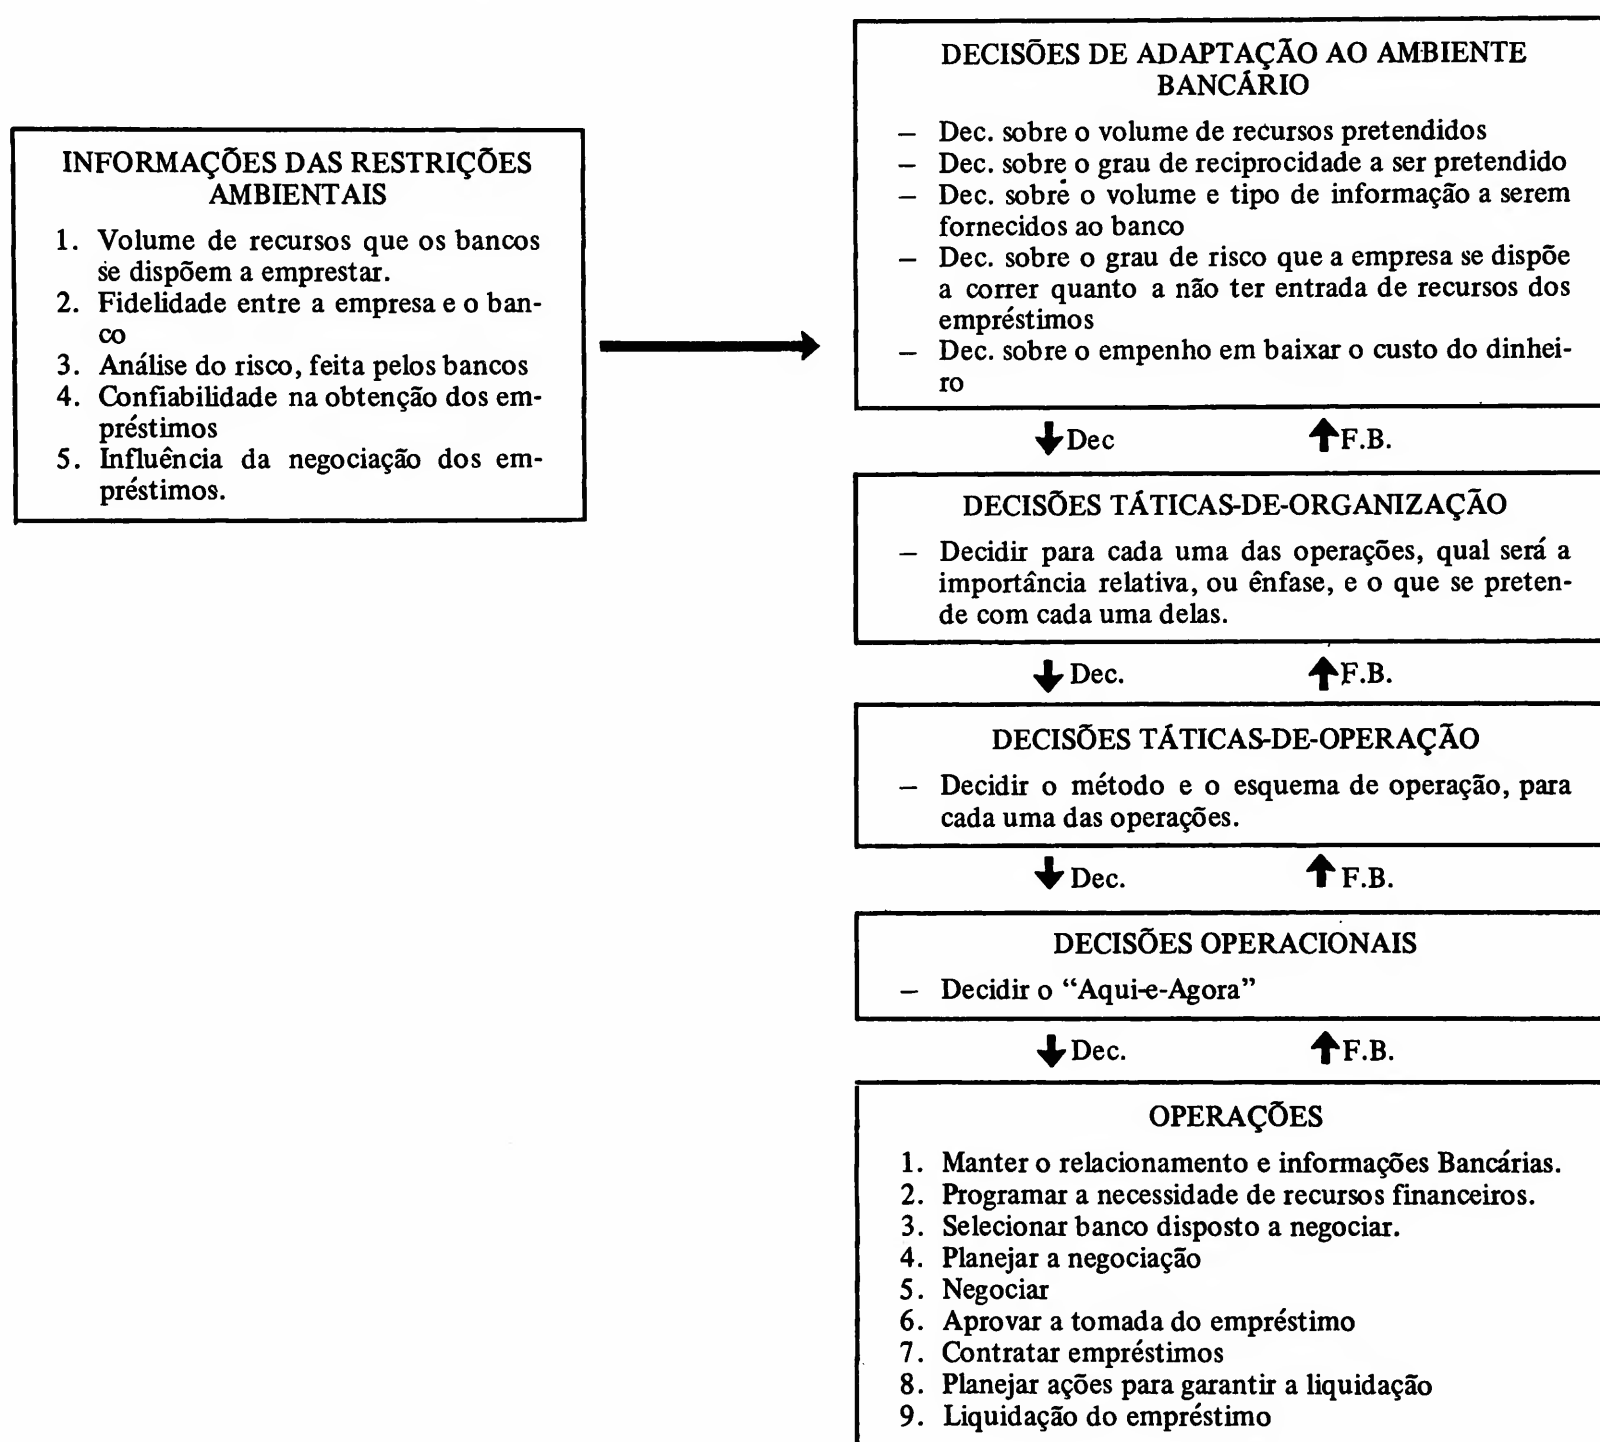 INFORMAÇÕES DAS RESTRIÇÕES
AMBIENTAIS
1. Volume de recursos que os bancos
se dispõem a emprestar.
2. Fidelidade entre a empresa e o ban-
co
3. Análise do risco, feita pelos bancos
4. Confiabilidade na obtenção dos em-
préstimos
5. Influência da negociação dos em-
préstimos.
DECISÕES DE ADAPTAÇÃO AO AMBIENTE
BANCÁRIO
– Dec. sobre o volume de recursos pretendidos
– Dec. sobre o grau de reciprocidade a ser pretendido
– Dec. sobre o volume e tipo de informação a serem
fornecidos ao banco
– Dec. sobre o grau de risco que a empresa se dispõe
a correr quanto a não ter entrada de recursos dos
empréstimos
– Dec. sobre o empenho em baixar o custo do dinhei-
ro
Dec F.B.
DECISÕES TÁTICAS-DE-ORGANIZAÇÃO
– Decidir para cada uma das operações, qual será a
importância relativa, ou ênfase, e o que se preten-
de com cada uma delas.
Dec. F.B.
DECISÕES TÁTICAS-DE-OPERAÇÃO
– Decidir o método e o esquema de operação, para
cada uma das operações.
Dec. F.B.
DECISÕES OPERACIONAIS
– Decidir o “Aqui-e-Agora”
Dec. F.B.
OPERAÇÕES
1. Manter o relacionamento e informações Bancárias.
2. Programar a necessidade de recursos financeiros.
3. Selecionar banco disposto a negociar.
4. Planejar a negociação
5. Negociar
6. Aprovar a tomada do empréstimo
7. Contratar empréstimos
8. Planejar ações para garantir a liquidação
9. Liquidação do empréstimo